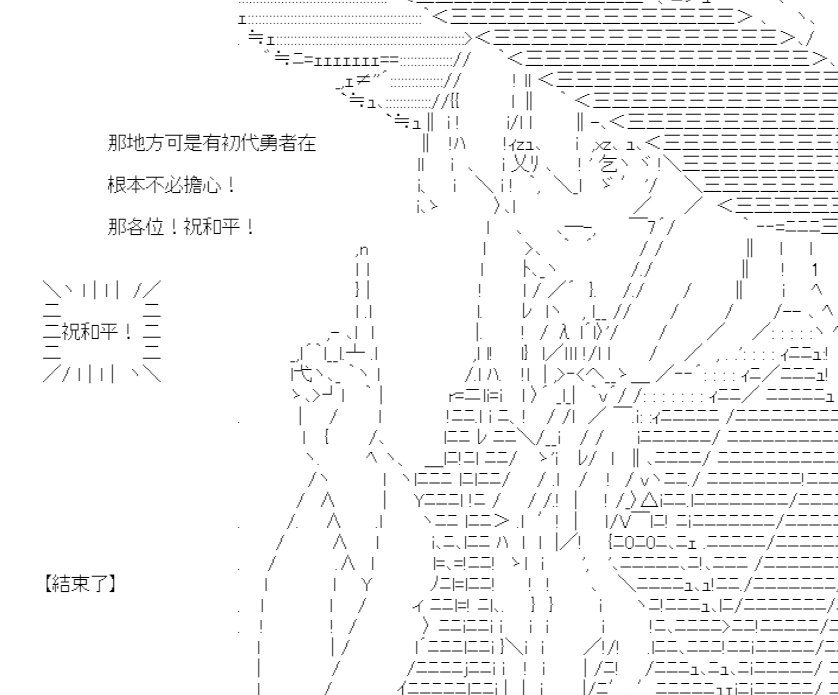 那地方可是有初代勇者在
根本不必擔心！
那各位！祝和平！
祝和平！
【結束了】